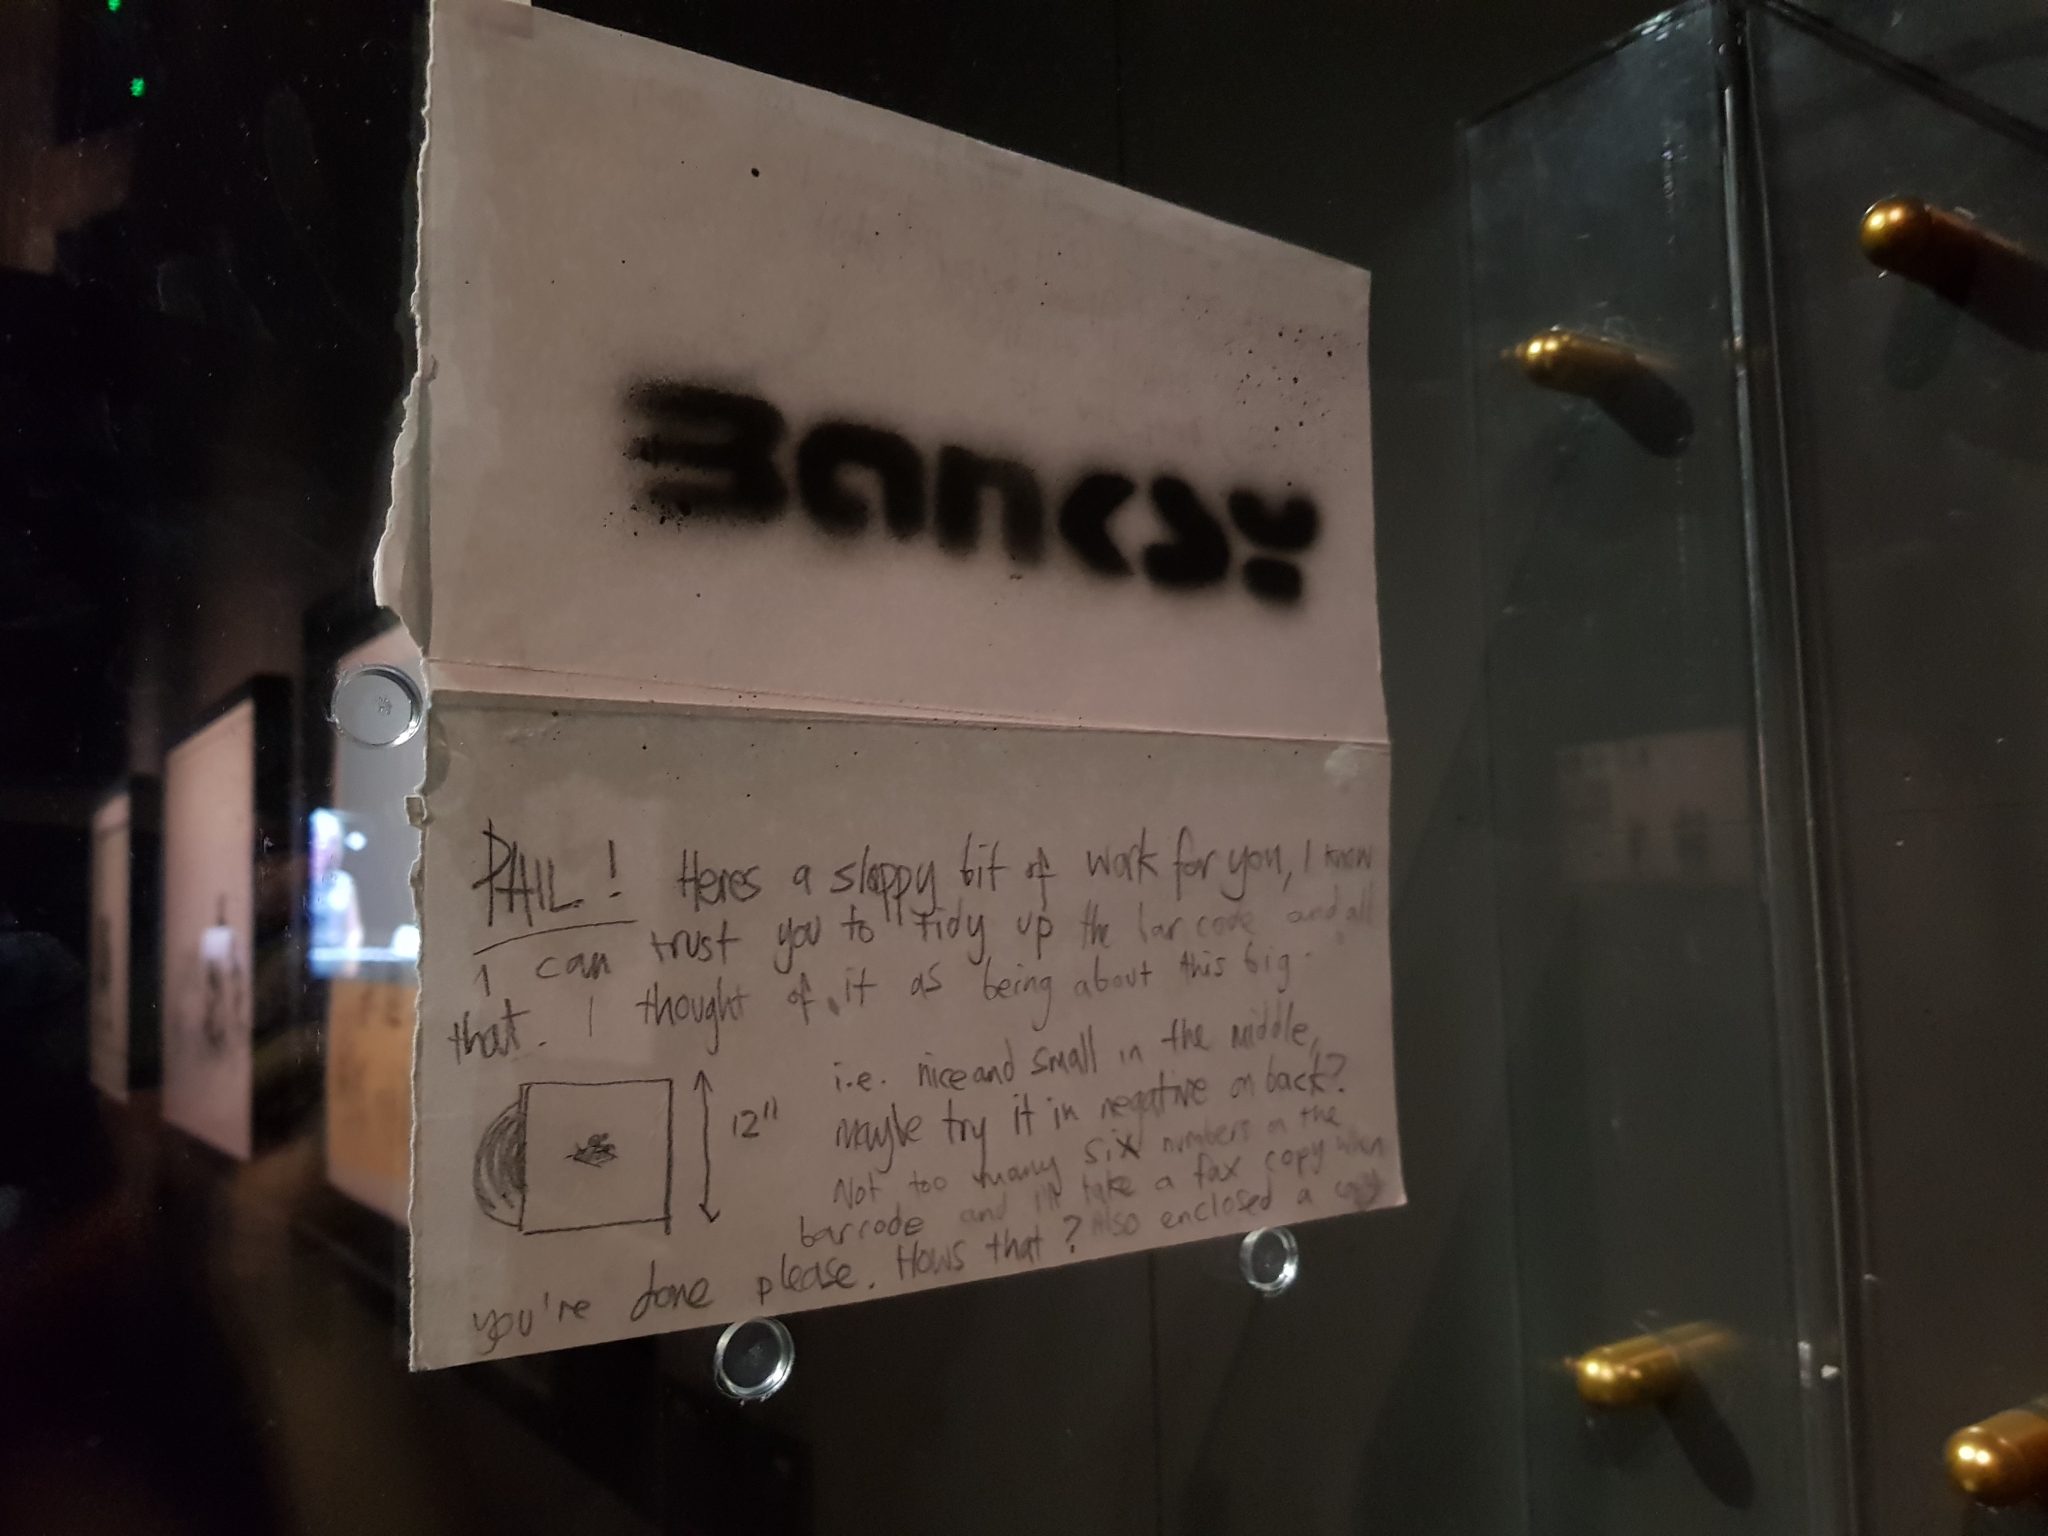 BANKSY
PHIL! Heres a sloppy bit of work for you, I know
I can trust you to tidy up the bar code and all
that. I thought of it as being about this big.
12"
i.e. nice and small in the middle,
Maybe try it in negative on back?
Not too many six numbers on the
barcode and I'll take a fax copy when
you're done please. Hows that? Also enclosed a